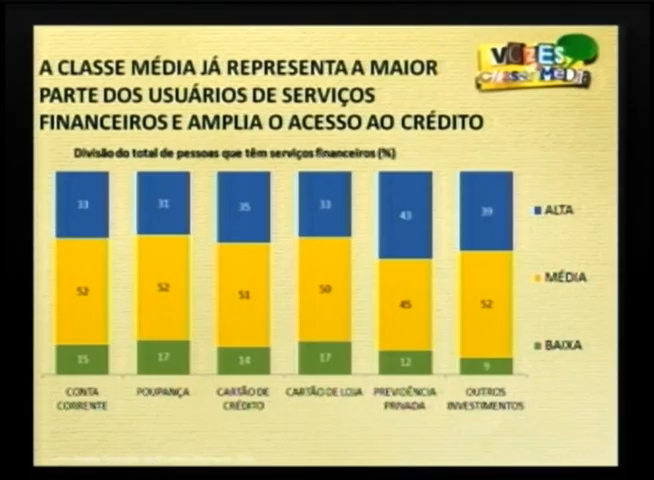 A CLASSE MÉDIA JÁ REPRESENTA A MAIOR
PARTE DOS USUÁRIOS DE SERVIÇOS
FINANCEIROS E AMPLIA O ACESSO AO CRÉDITO
VOZES
Classe MéDIA
Divisão do total de pessoas que têm serviços financeiros (%)
33 31 35 33 43 39
52 52 51 50 45 52
15 17 14 17 12 9
ALTA
MÉDIA
BAIXA
CONTA CORRENTE
POUPANÇA
CARTÃO DE CRÉDITO
CARTÃO DE LOJA
PREVIDÊNCIA PRIVADA
OUTROS INVESTIMENTOS